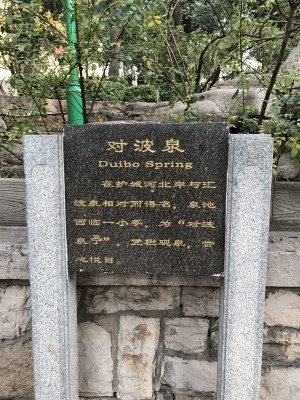 对波泉
Duibo Spring
在护城河北岸与汇
波泉相对而得名。泉池
西临一小亭，为“对波
亭”，凭栏观泉，赏
心悦目。